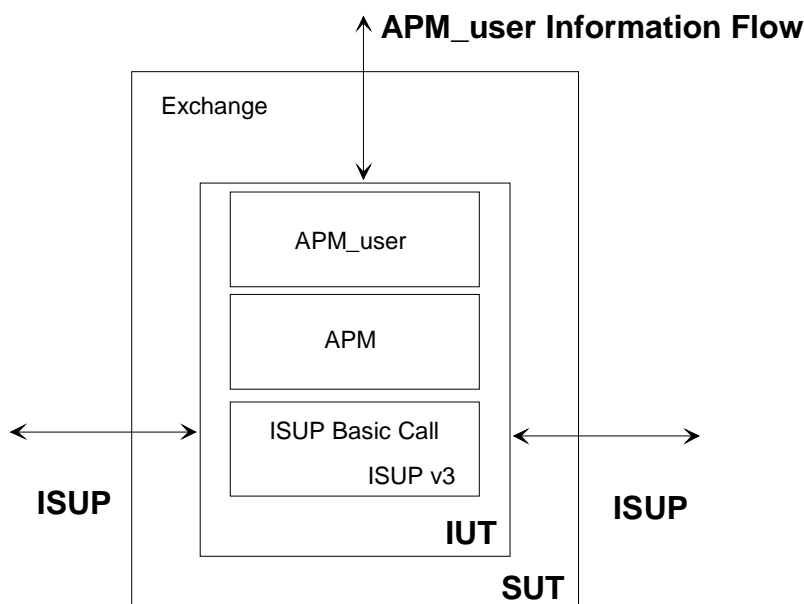 APM_user Information Flow
Exchange
APM_user
APM
ISUP Basic Call
ISUP v3
ISUP
ISUP
IUT
SUT